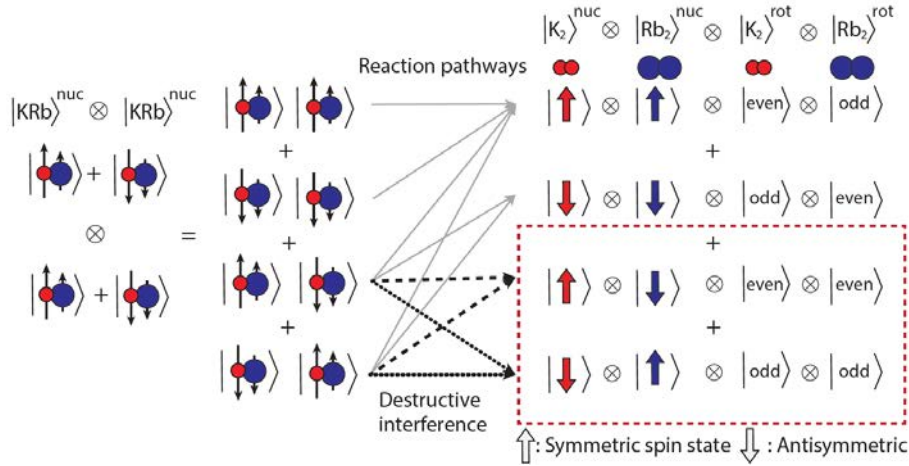 |K₂⟩ⁿᵘᶜ ⊗ |Rb₂⟩ⁿᵘᶜ ⊗ |K₂⟩ʳᵒᵗ ⊗ |Rb₂⟩ʳᵒᵗ
Reaction pathways
|KRb⟩ⁿᵘᶜ ⊗ |KRb⟩ⁿᵘᶜ
| ⟩ | ⟩
| ⟩ ⊗ | ⟩ ⊗ |even⟩ ⊗ |odd⟩
| ⟩ + | ⟩
+
+
| ⟩ | ⟩
| ⟩ ⊗ | ⟩ ⊗ |odd⟩ ⊗ |even⟩
⊗ =
+
+
| ⟩ + | ⟩
| ⟩ | ⟩
| ⟩ ⊗ | ⟩ ⊗ |even⟩ ⊗ |even⟩
+
+
| ⟩ | ⟩
| ⟩ ⊗ | ⟩ ⊗ |odd⟩ ⊗ |odd⟩
Destructive
interference
: Symmetric spin state : Antisymmetric